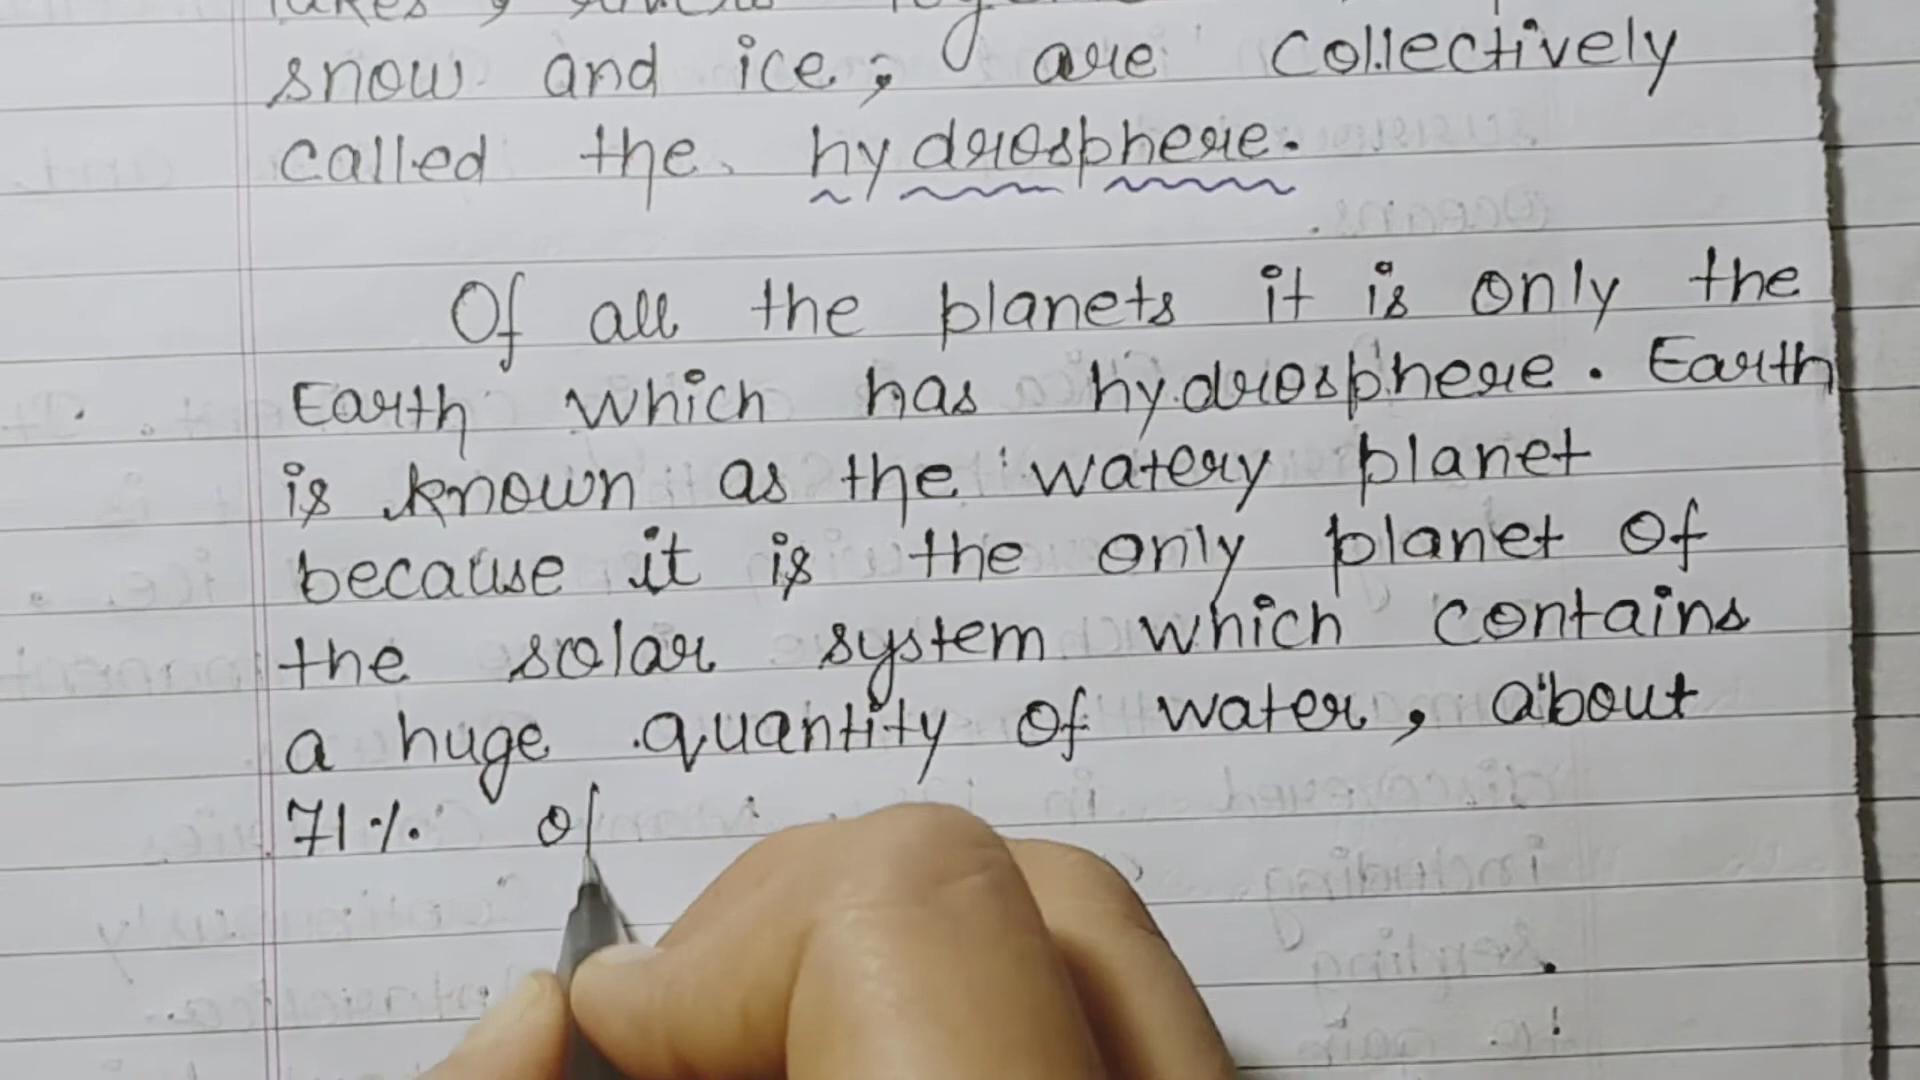 snow and ice, are collectively
called the hydrosphere.
Of all the planets it is only the
Earth which has hydrosphere. Earth
is known as the watery planet
because it is the only planet of
the solar system which contains
a huge quantity of water, about
71% of